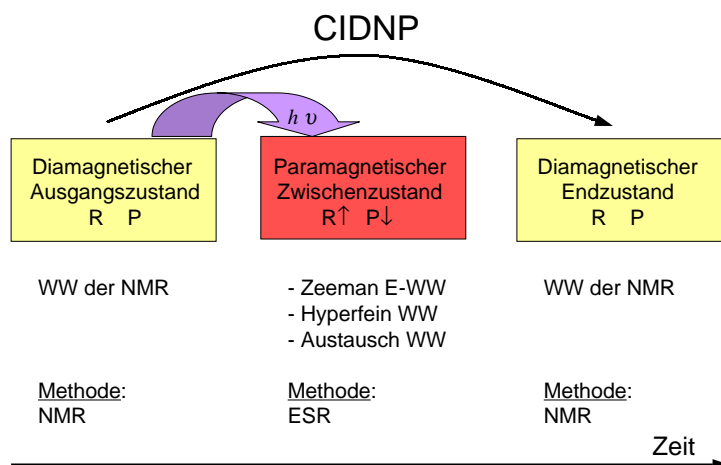 CIDNP
h υ
Diamagnetischer
Ausgangszustand
R P
Paramagnetischer
Zwischenzustand
R↑ P↓
Diamagnetischer
Endzustand
R P
WW der NMR
- Zeeman E-WW
- Hyperfein WW
- Austausch WW
WW der NMR
Methode:
NMR
Methode:
ESR
Methode:
NMR
Zeit